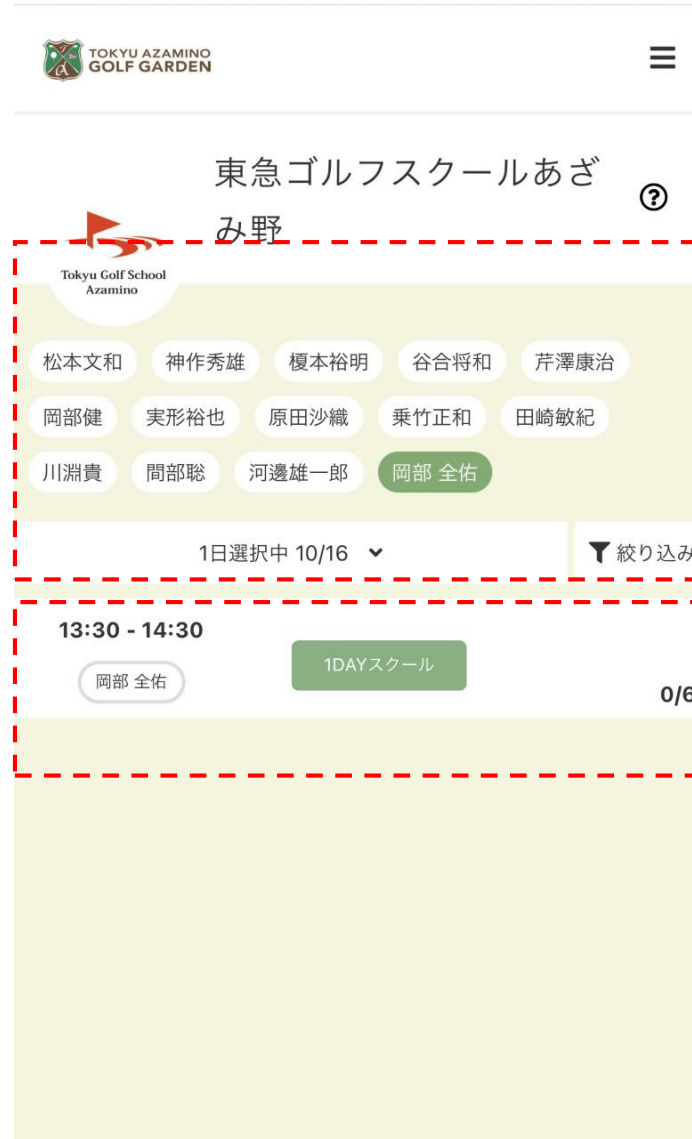 TOKYU AZAMINO
GOLF GARDEN
東急ゴルフスクールあざ
み野
Tokyu Golf School
Azamino
松本文和 神作秀雄 榎本裕明 谷合将和 芹澤康治
岡部健 実形裕也 原田沙織 乗竹正和 田崎敏紀
川淵貴 間部聡 河邊雄一郎 岡部 全佑
1日選択中 10/16 絞り込み
13:30 - 14:30
1DAYスクール
岡部 全佑
0/6